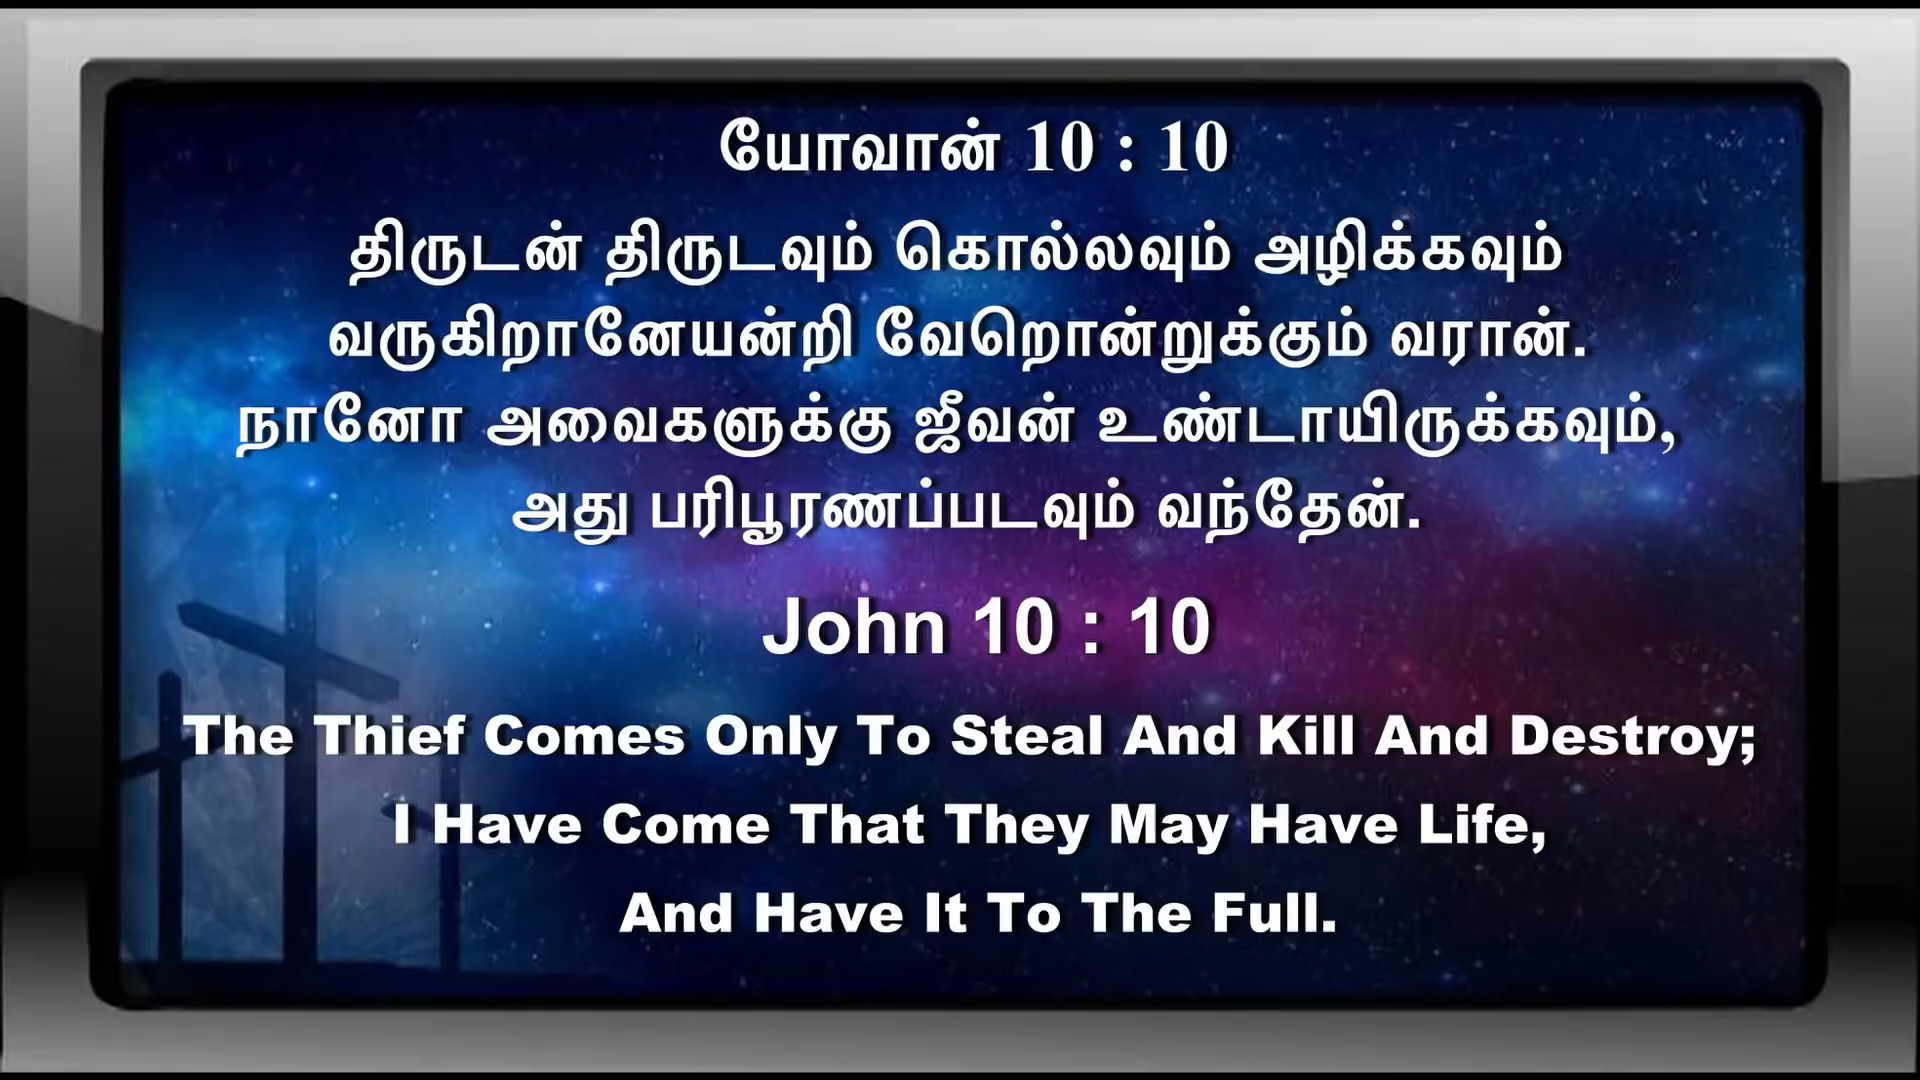 யோவான் 10 : 10
திருடன் திருடவும் கொல்லவும் அழிக்கவும்
வருகிறானேயன்றி வேறொன்றுக்கும் வரான்.
நானோ அவைகளுக்கு ஜீவன் உண்டாயிருக்கவும்,
அது பரிபூரணப்படவும் வந்தேன்.
John 10 : 10
The Thief Comes Only To Steal And Kill And Destroy;
I Have Come That They May Have Life,
And Have It To The Full.